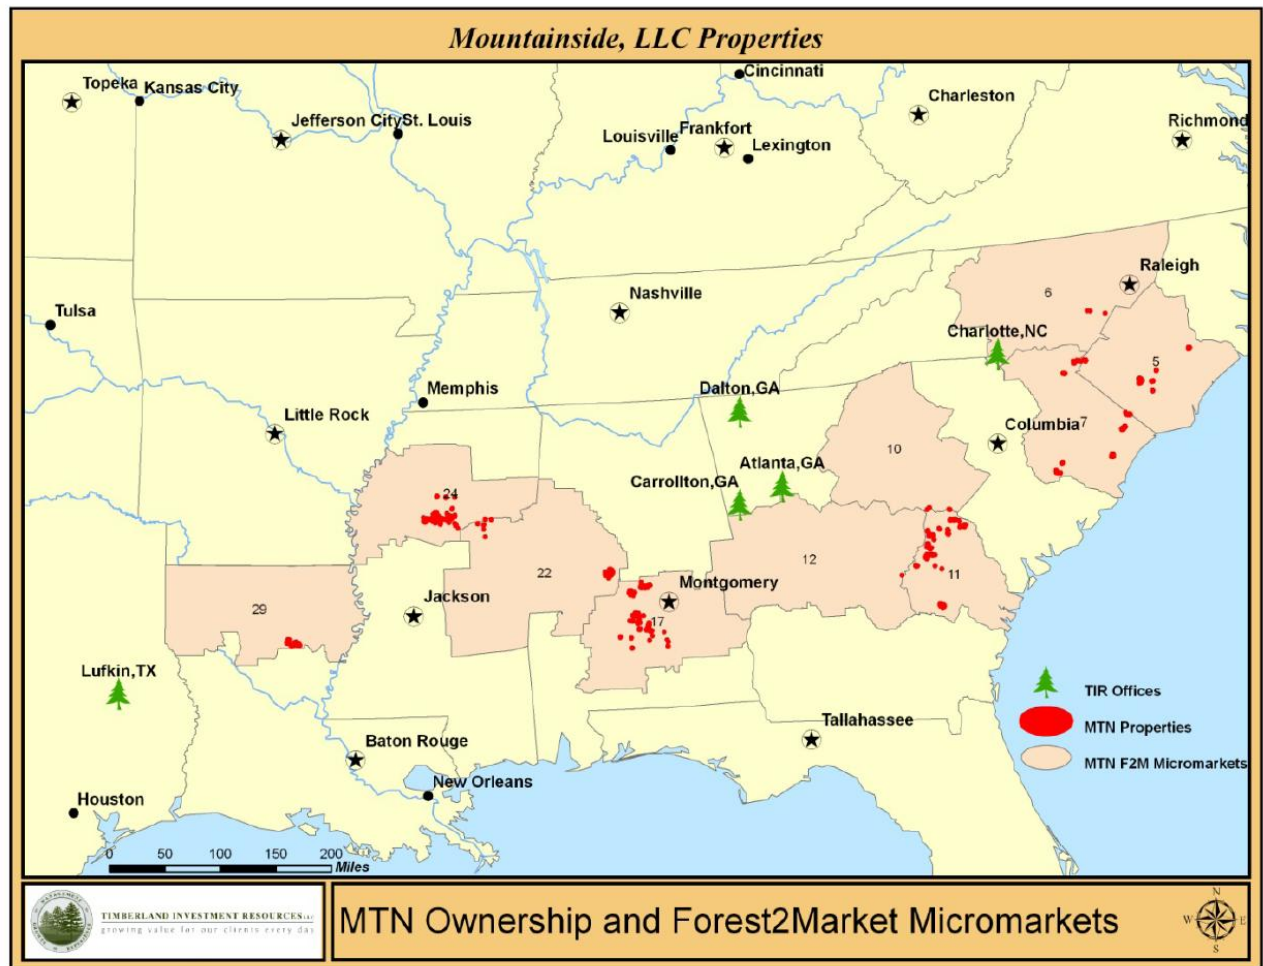 Mountainside, LLC Properties
Topeka
Kansas City
Jefferson City
St. Louis
Cincinnati
Louisville
Frankfort
Lexington
Charleston
Richmond
Tulsa
Nashville
Raleigh
6
Charlotte,NC
5
Memphis
Little Rock
Dalton,GA
Columbia
7
10
Atlanta,GA
Carrollton,GA
24
22
12
11
Montgomery
Jackson
29
17
Lufkin,TX
Tallahassee
Baton Rouge
New Orleans
Houston
TIR Offices
MTN Properties
MTN F2M Micromarkets
0 50 100 150 200
Miles
TIMBERLAND INVESTMENT RESOURCES LLC
growing value for our clients every day
MTN Ownership and Forest2Market Micromarkets
N
W E
S